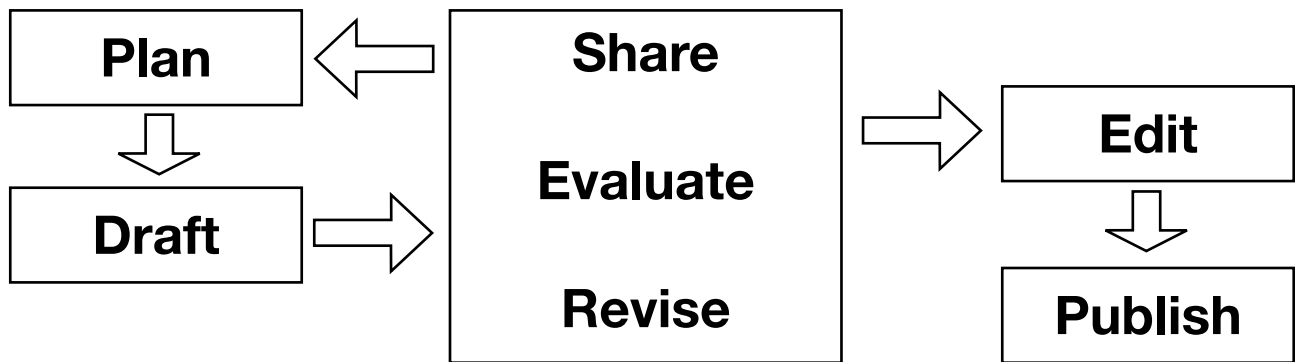 Plan
Draft
Share
Evaluate
Revise
Edit
Publish